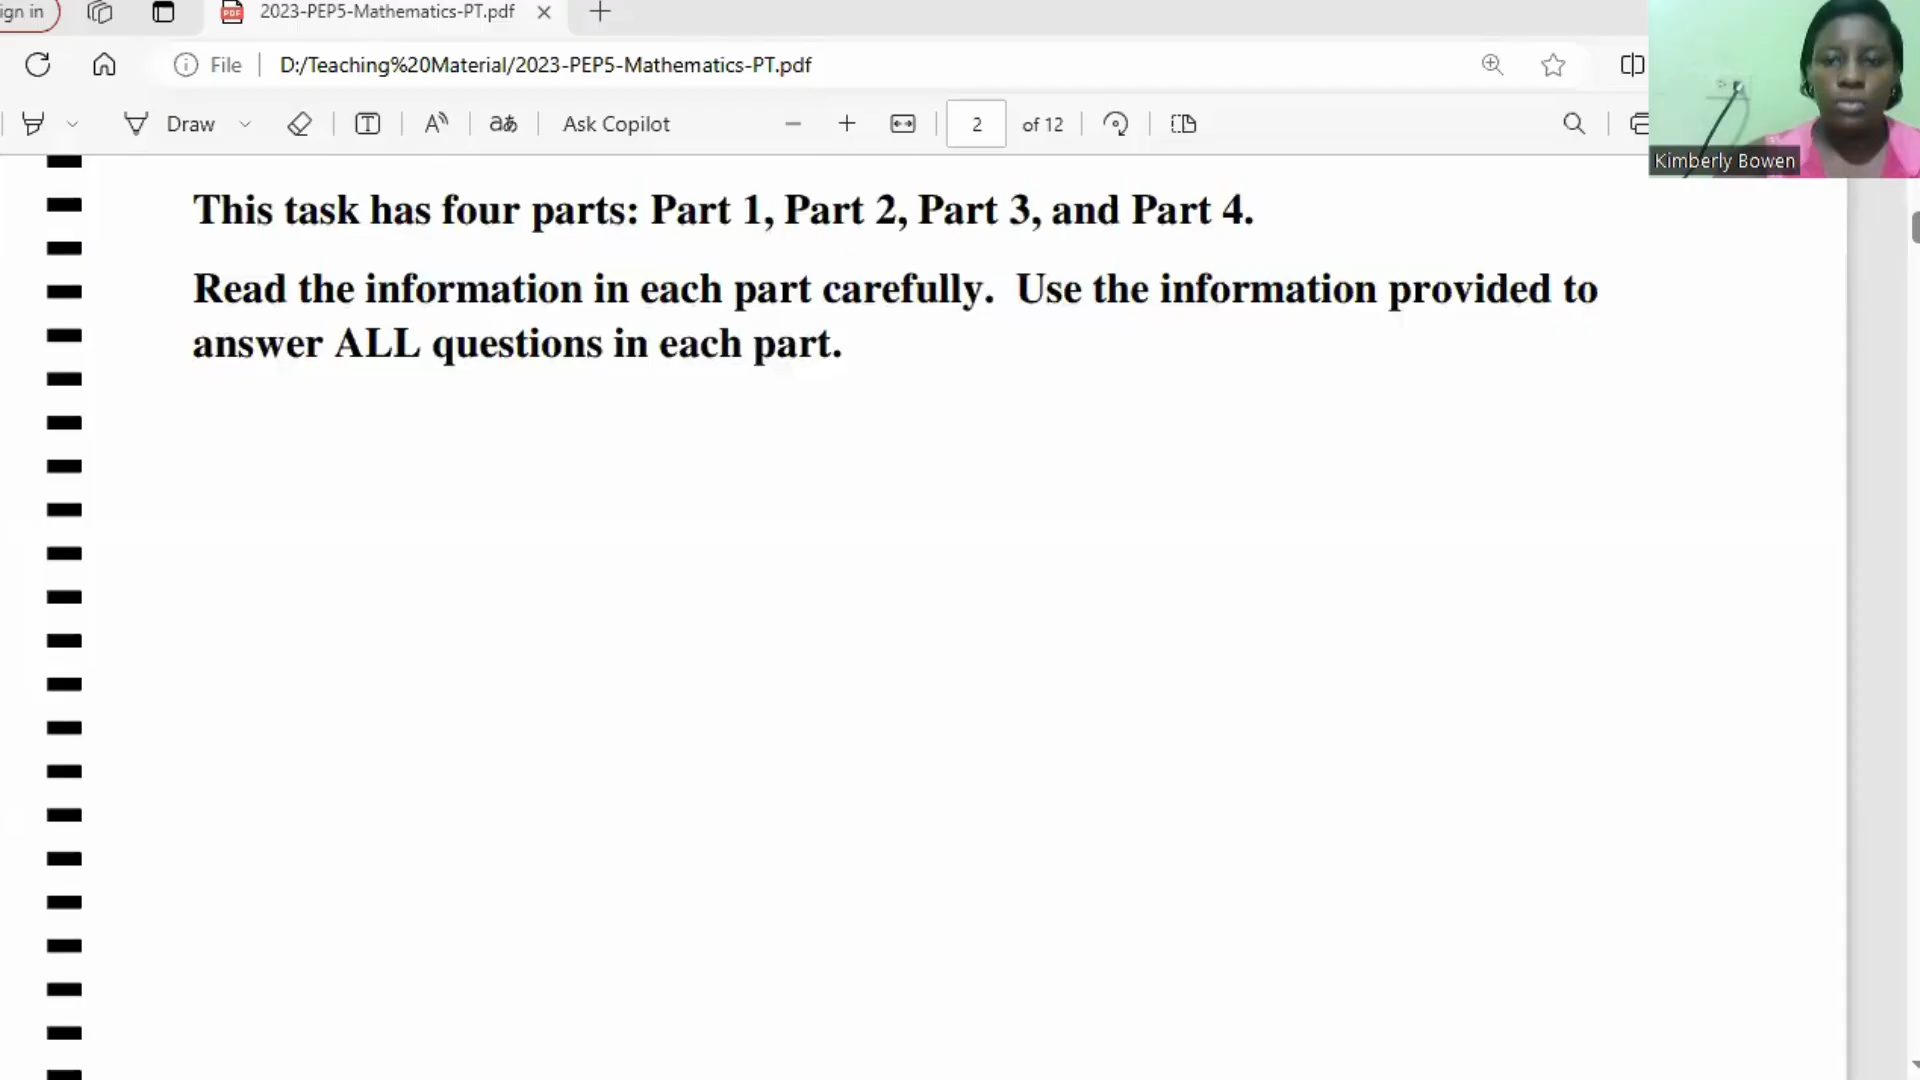 ign in
PDF
2023-PEP5-Mathematics-PT.pdf
File
D:/Teaching%20Material/2023-PEP5-Mathematics-PT.pdf
Draw
Ask Copilot
2 of 12
Kimberly Bowen
This task has four parts: Part 1, Part 2, Part 3, and Part 4.
Read the information in each part carefully. Use the information provided to
answer ALL questions in each part.